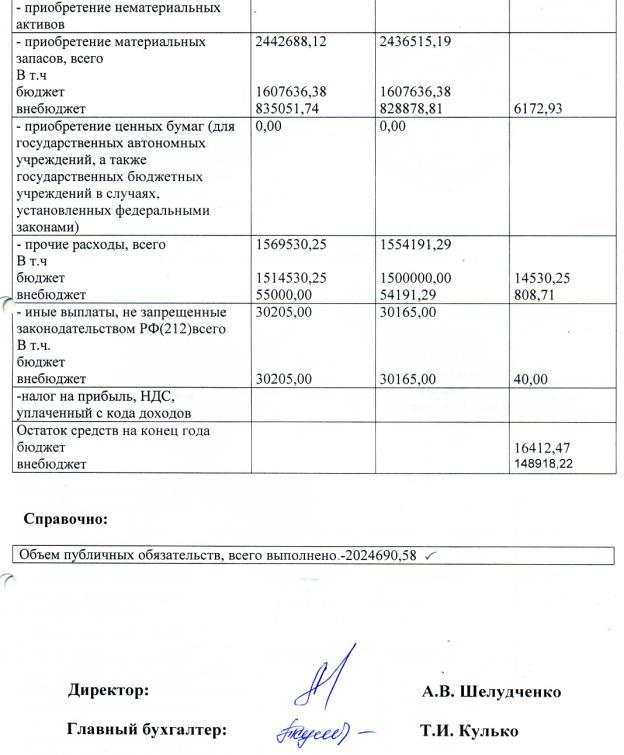 - приобретение нематериальных
активов
- приобретение материальных 2442688,12 2436515,19
запасов, всего
В т.ч
бюджет 1607636,38 1607636,38
внебюджет 835051,74 828878,81 6172,93
- приобретение ценных бумаг (для 0,00 0,00
государственных автономных
учреждений, а также
государственных бюджетных
учреждений в случаях,
установленных федеральными
законами)
- прочие расходы, всего 1569530,25 1554191,29
В т.ч
бюджет 1514530,25 1500000,00 14530,25
внебюджет 55000,00 54191,29 808,71
- иные выплаты, не запрещенные 30205,00 30165,00
законодательством РФ(212)всего
В т.ч.
бюджет
внебюджет 30205,00 30165,00 40,00
-налог на прибыль, НДС,
уплаченный с кода доходов
Остаток средств на конец года
бюджет 16412,47
внебюджет 148918,22
Справочно:
Объем публичных обязательств, всего выполнено.-2024690,58 ✓
Директор: А.В. Шелудченко
Главный бухгалтер: Т.И. Кулько